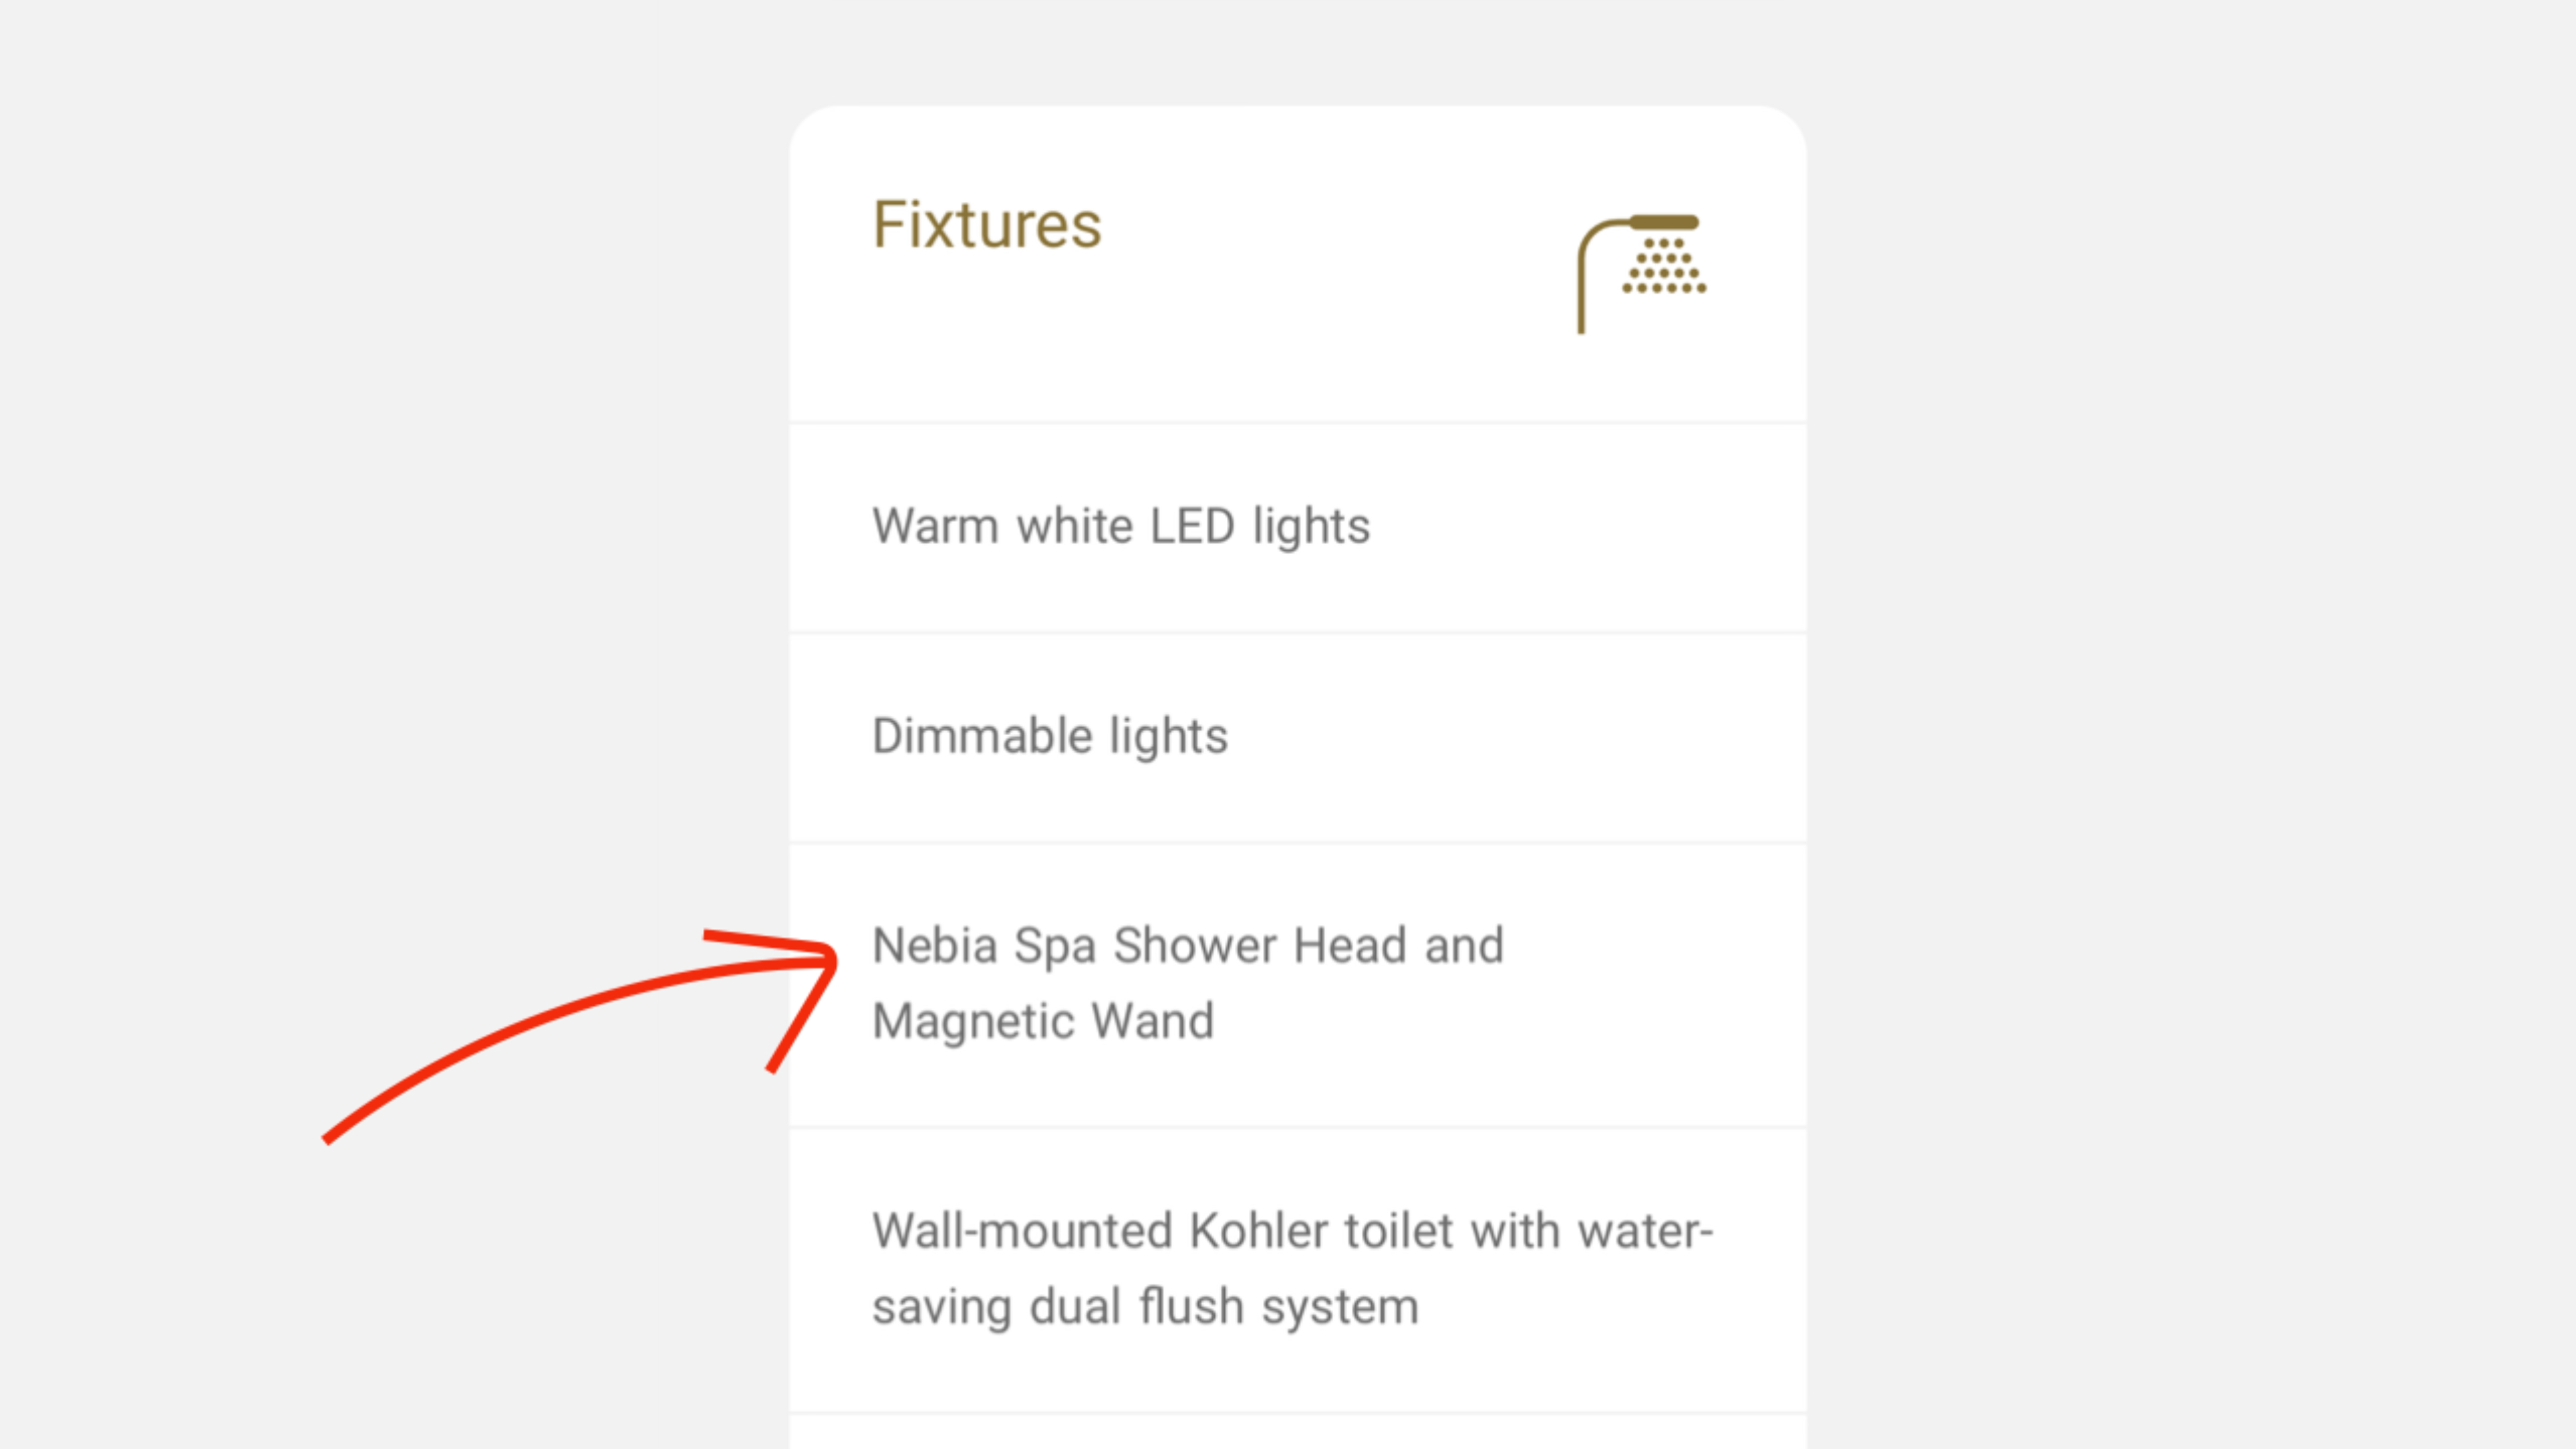 Fixtures
Warm white LED lights
Dimmable lights
Nebia Spa Shower Head and
Magnetic Wand
Wall-mounted Kohler toilet with water-
saving dual flush system